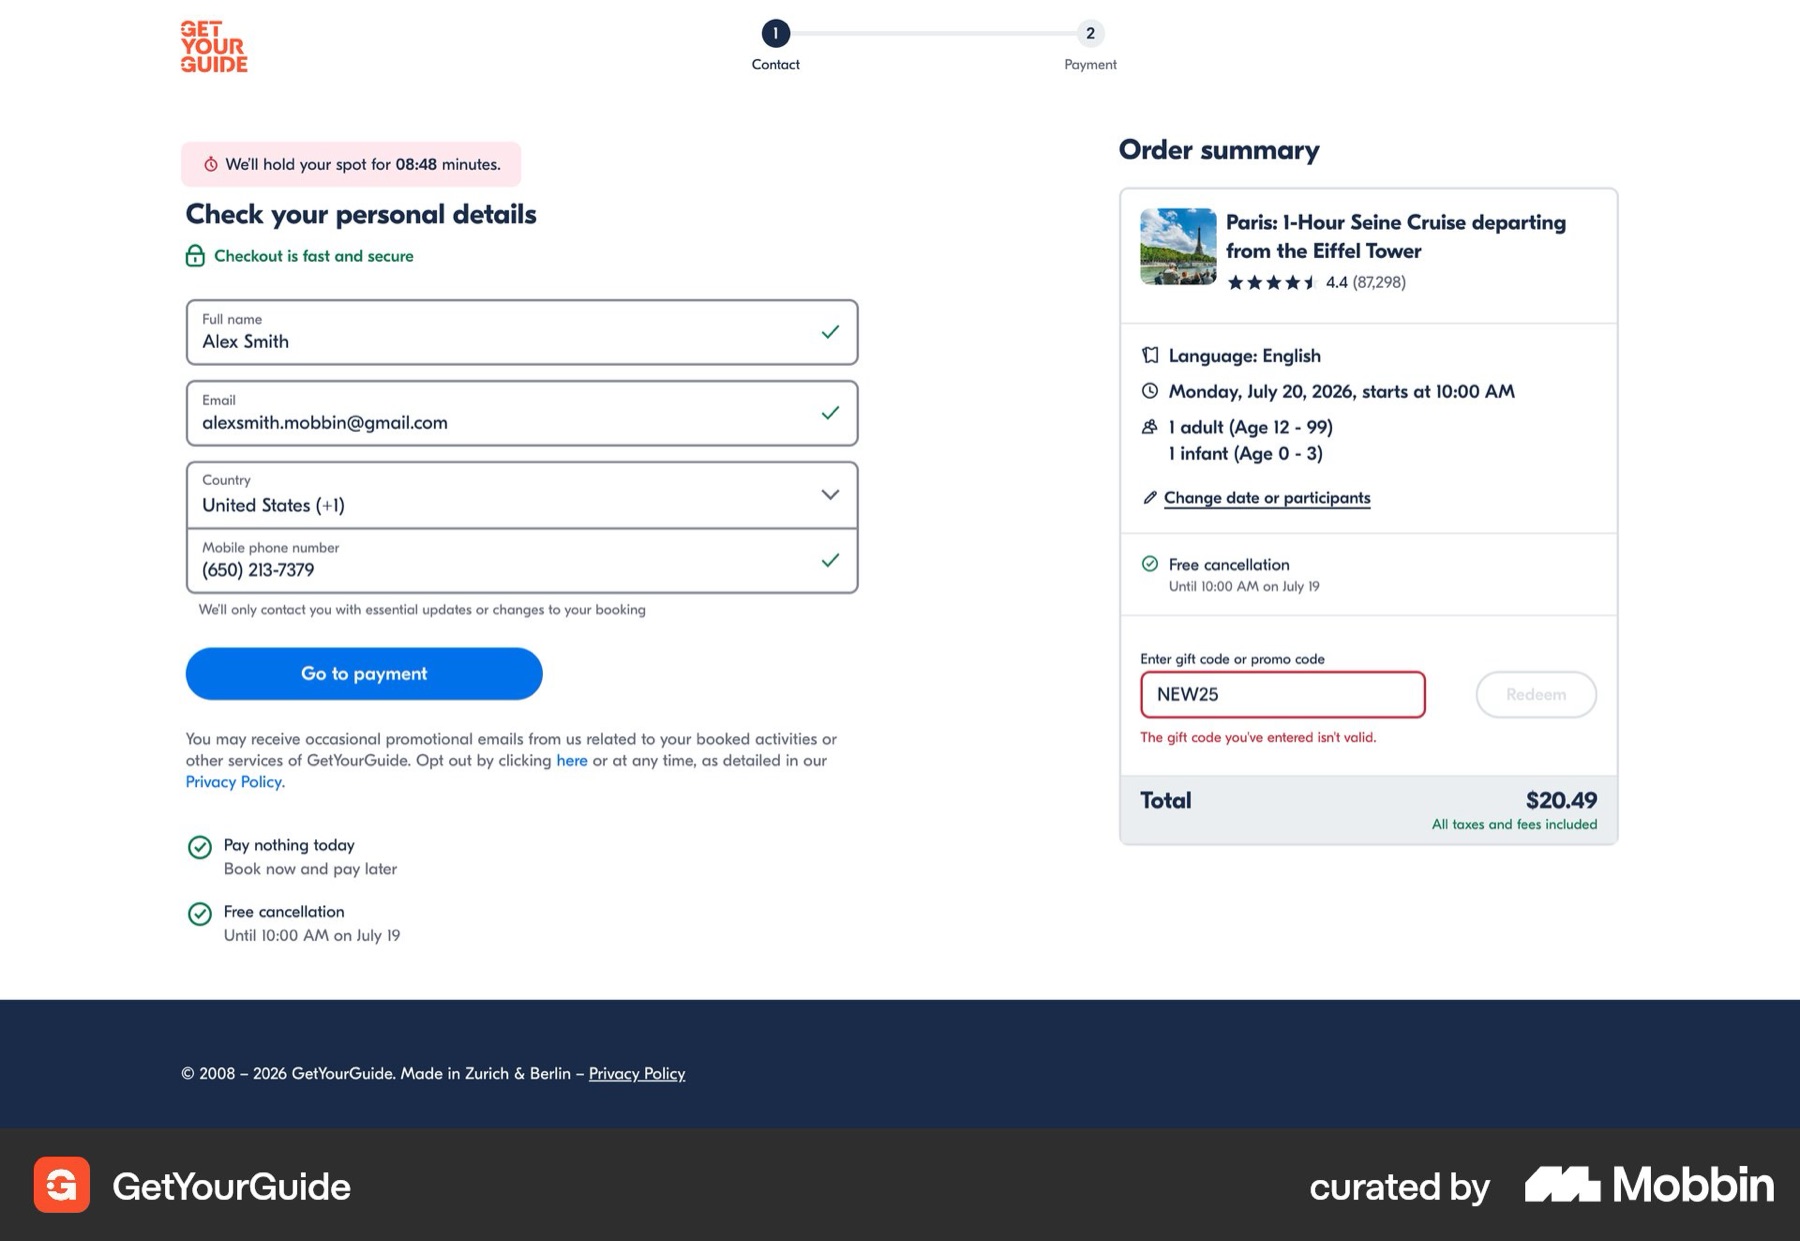 GET
YOUR
GUIDE
1
Contact
2
Payment
We'll hold your spot for 08:48 minutes.
Check your personal details
Checkout is fast and secure
Full name
Alex Smith
Email
alexsmith.mobbin@gmail.com
Country
United States (+1)
Mobile phone number
(650) 213-7379
We'll only contact you with essential updates or changes to your booking
Go to payment
You may receive occasional promotional emails from us related to your booked activities or
other services of GetYourGuide. Opt out by clicking here or at any time, as detailed in our
Privacy Policy.
Pay nothing today
Book now and pay later
Free cancellation
Until 10:00 AM on July 19
Order summary
Paris: 1-Hour Seine Cruise departing
from the Eiffel Tower
4.4 (87,298)
Language: English
Monday, July 20, 2026, starts at 10:00 AM
1 adult (Age 12 - 99)
1 infant (Age 0 - 3)
Change date or participants
Free cancellation
Until 10:00 AM on July 19
Enter gift code or promo code
NEW25
Redeem
The gift code you've entered isn't valid.
Total
$20.49
All taxes and fees included
© 2008 – 2026 GetYourGuide. Made in Zurich & Berlin – Privacy Policy
G
GetYourGuide
curated by
Mobbin